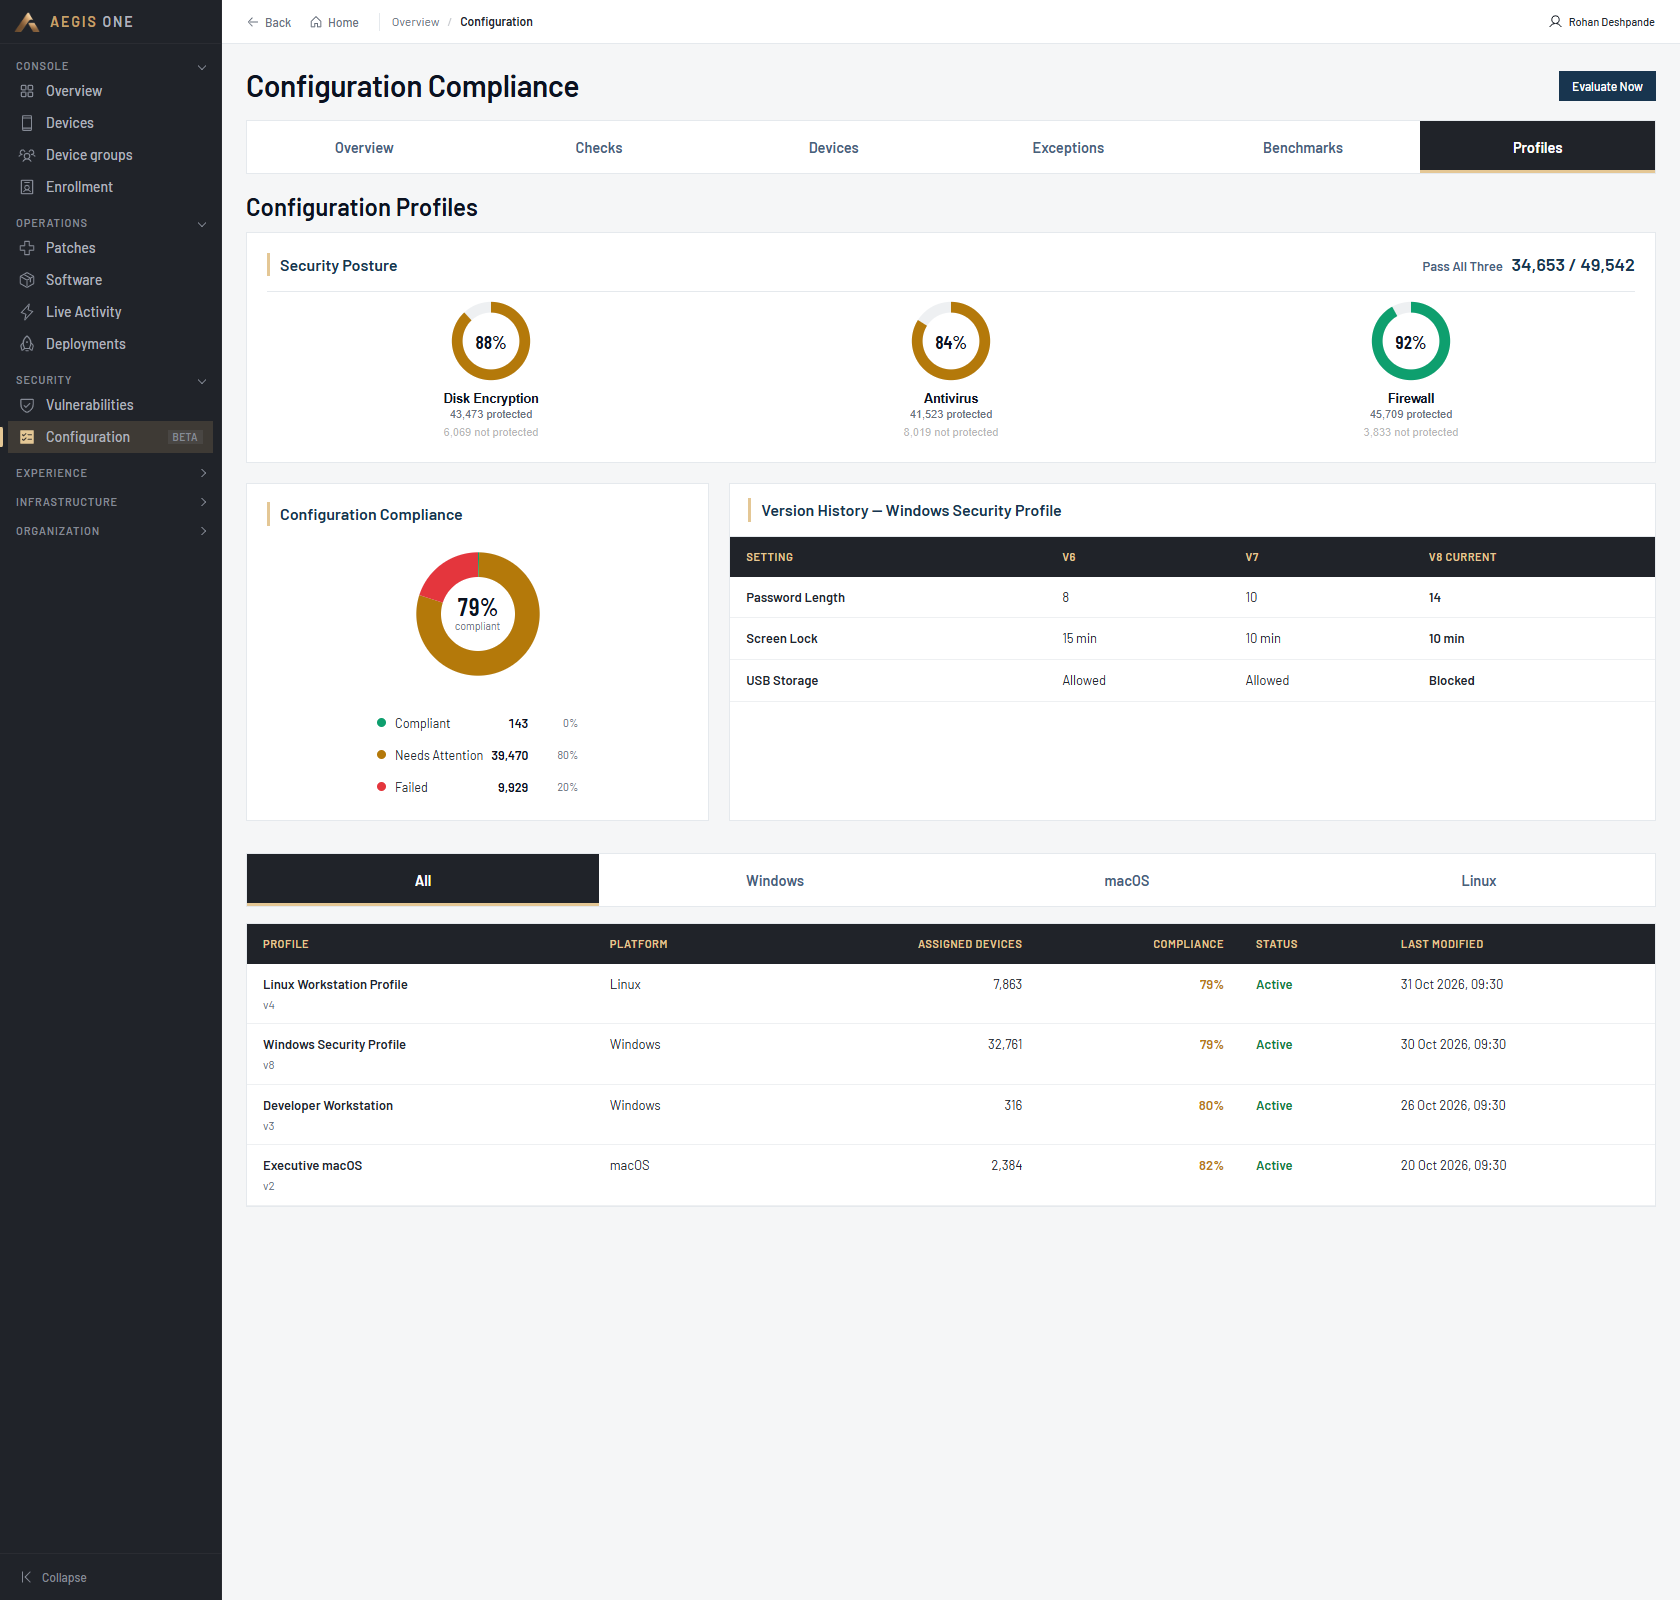 AEGIS ONE
Back
Home
Overview / Configuration
Rohan Deshpande
CONSOLE
Overview
Devices
Device groups
Enrollment
OPERATIONS
Patches
Software
Live Activity
Deployments
SECURITY
Vulnerabilities
Configuration BETA
EXPERIENCE
INFRASTRUCTURE
ORGANIZATION
Collapse
Configuration Compliance
Evaluate Now
Overview Checks Devices Exceptions Benchmarks Profiles
Configuration Profiles
Security Posture
Pass All Three 34,653 / 49,542
88%
Disk Encryption
43,473 protected
6,069 not protected
84%
Antivirus
41,523 protected
8,019 not protected
92%
Firewall
45,709 protected
3,833 not protected
Configuration Compliance
79%
compliant
Compliant 143 0%
Needs Attention 39,470 80%
Failed 9,929 20%
Version History — Windows Security Profile
SETTING V6 V7 V8 CURRENT
Password Length 8 10 14
Screen Lock 15 min 10 min 10 min
USB Storage Allowed Allowed Blocked
All Windows macOS Linux
PROFILE PLATFORM ASSIGNED DEVICES COMPLIANCE STATUS LAST MODIFIED
Linux Workstation Profile Linux 7,863 79% Active 31 Oct 2026, 09:30
v4
Windows Security Profile Windows 32,761 79% Active 30 Oct 2026, 09:30
v8
Developer Workstation Windows 316 80% Active 26 Oct 2026, 09:30
v3
Executive macOS macOS 2,384 82% Active 20 Oct 2026, 09:30
v2